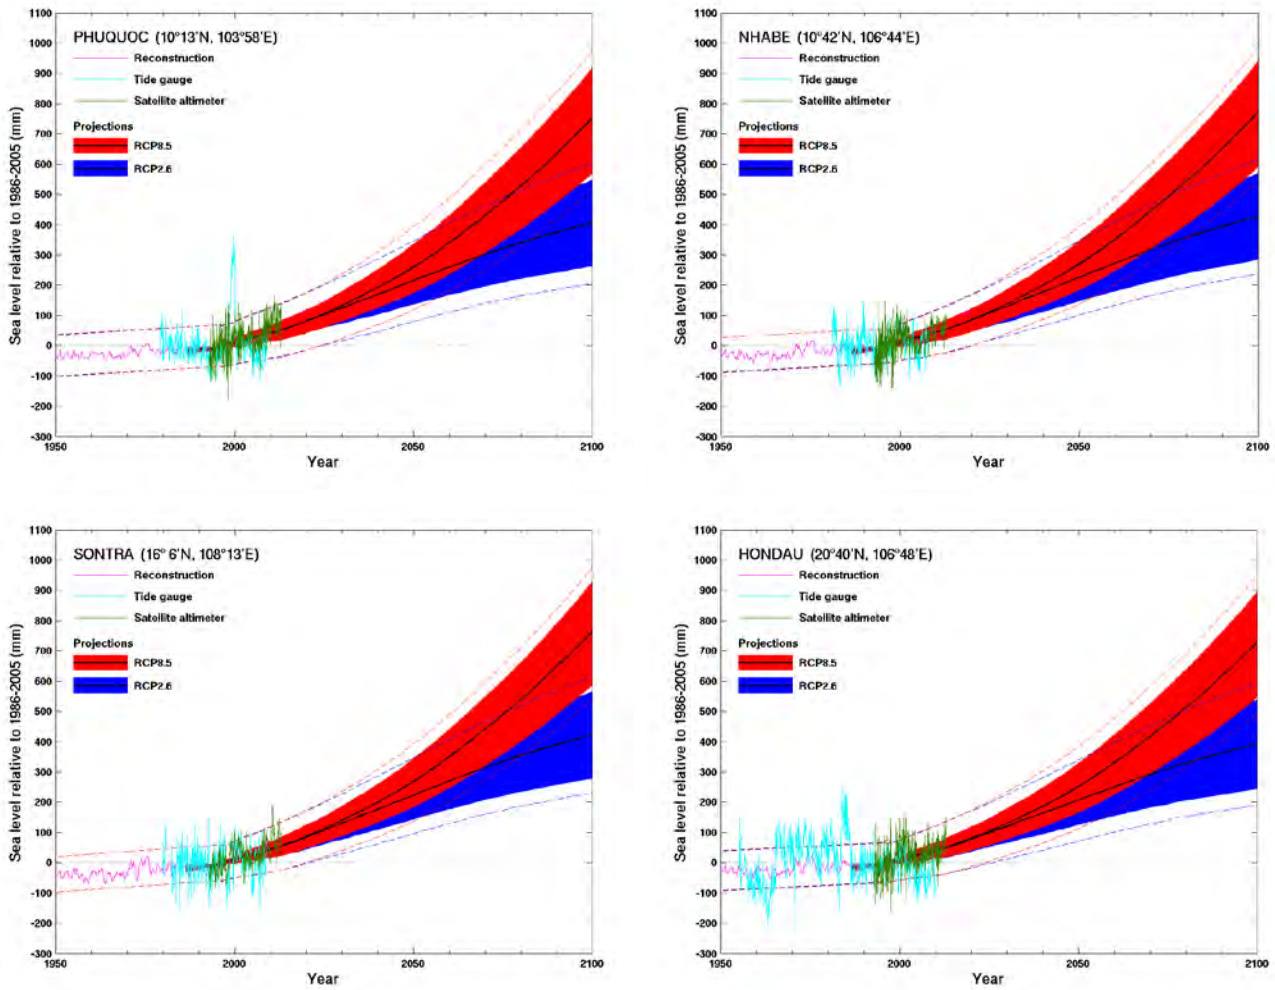 PHUQUOC (10°13'N, 103°58'E)
Reconstruction
Tide gauge
Satellite altimeter
Projections
RCP8.5
RCP2.6
Sea level relative to 1986-2005 (mm)
1100
1000
900
800
700
600
500
400
300
200
100
0
-100
-200
-300
1950 2000 2050 2100
Year
NHABE (10°42'N, 106°44'E)
Reconstruction
Tide gauge
Satellite altimeter
Projections
RCP8.5
RCP2.6
Sea level relative to 1986-2005 (mm)
1100
1000
900
800
700
600
500
400
300
200
100
0
-100
-200
-300
1950 2000 2050 2100
Year
SONTRA (16° 6'N, 108°13'E)
Reconstruction
Tide gauge
Satellite altimeter
Projections
RCP8.5
RCP2.6
Sea level relative to 1986-2005 (mm)
1100
1000
900
800
700
600
500
400
300
200
100
0
-100
-200
-300
1950 2000 2050 2100
Year
HONDAU (20°40'N, 106°48'E)
Reconstruction
Tide gauge
Satellite altimeter
Projections
RCP8.5
RCP2.6
Sea level relative to 1986-2005 (mm)
1100
1000
900
800
700
600
500
400
300
200
100
0
-100
-200
-300
1950 2000 2050 2100
Year